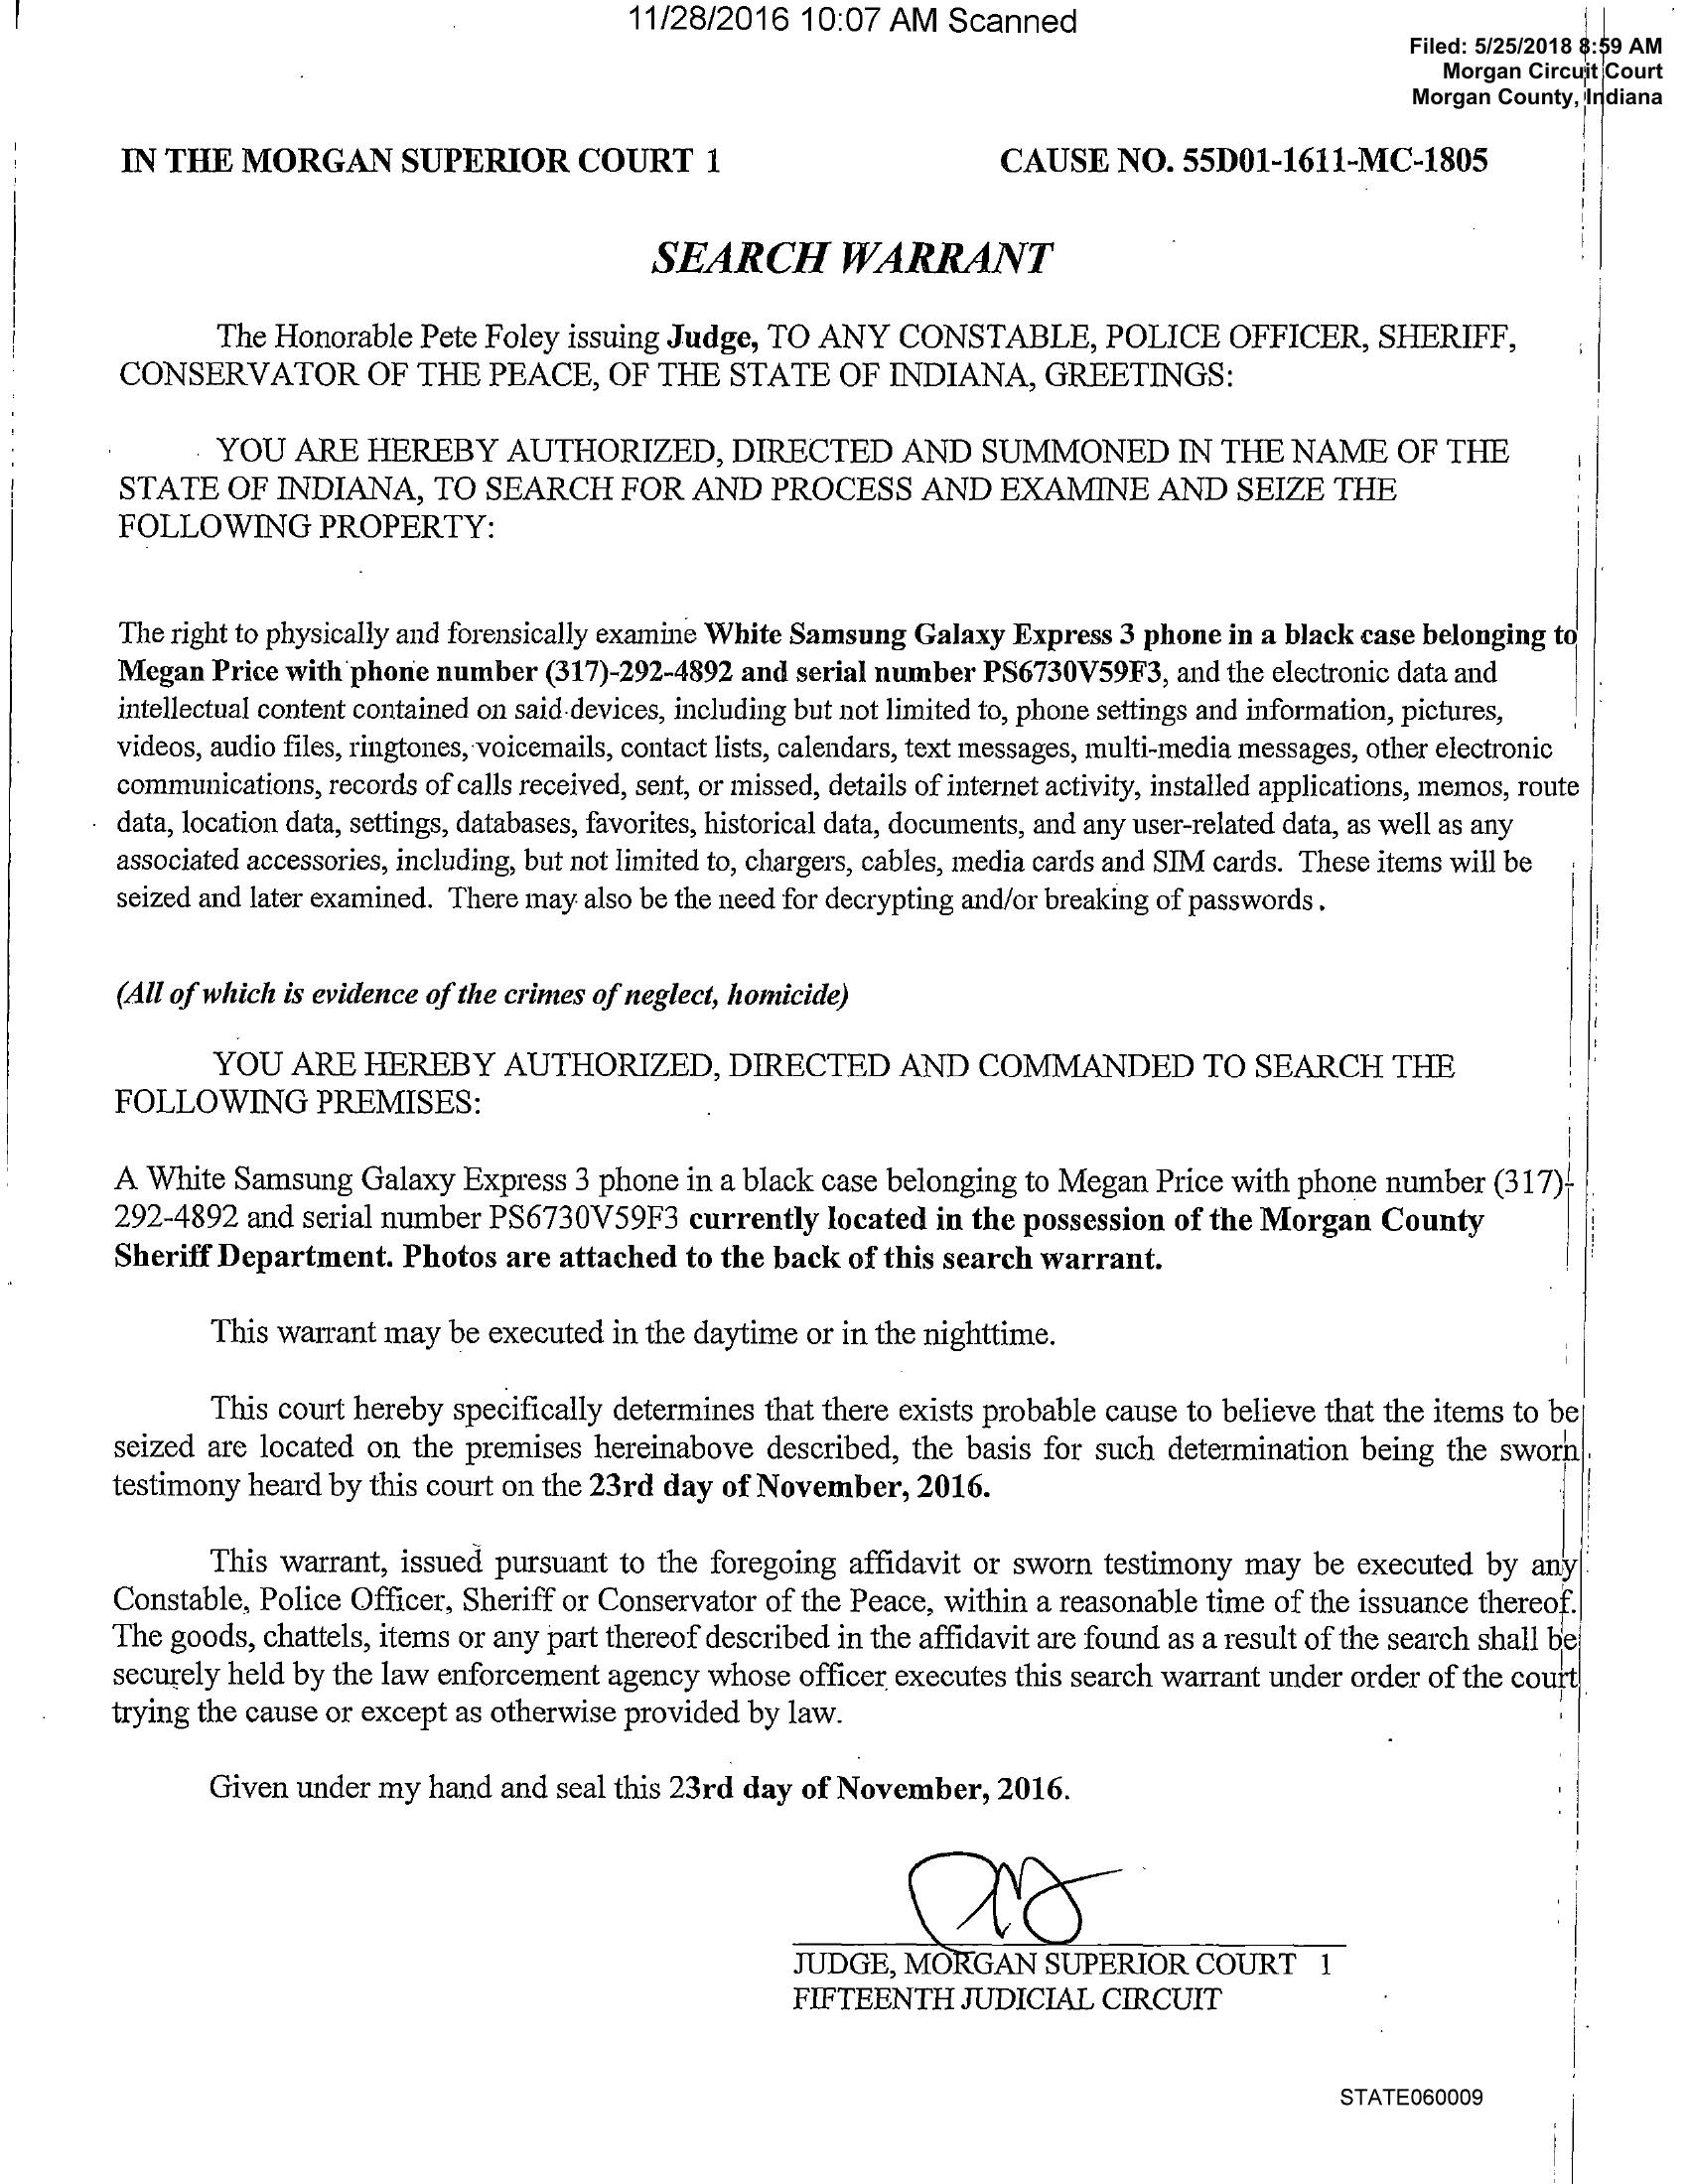 11/28/2016 10:07 AM Scanned
Filed: 5/25/2018 8:59 AM
Morgan Circuit Court
Morgan County, Indiana
IN THE MORGAN SUPERIOR COURT 1 CAUSE NO. 55D01-1611-MC-1805
SEARCH WARRANT
The Honorable Pete Foley issuing Judge, TO ANY CONSTABLE, POLICE OFFICER, SHERIFF,
CONSERVATOR OF THE PEACE, OF THE STATE OF INDIANA, GREETINGS:
YOU ARE HEREBY AUTHORIZED, DIRECTED AND SUMMONED IN THE NAME OF THE
STATE OF INDIANA, TO SEARCH FOR AND PROCESS AND EXAMINE AND SEIZE THE
FOLLOWING PROPERTY:
The right to physically and forensically examine White Samsung Galaxy Express 3 phone in a black case belonging to
Megan Price with phone number (317)-292-4892 and serial number PS6730V59F3, and the electronic data and
intellectual content contained on said devices, including but not limited to, phone settings and information, pictures,
videos, audio files, ringtones, voicemails, contact lists, calendars, text messages, multi-media messages, other electronic
communications, records of calls received, sent, or missed, details of internet activity, installed applications, memos, route
data, location data, settings, databases, favorites, historical data, documents, and any user-related data, as well as any
associated accessories, including, but not limited to, chargers, cables, media cards and SIM cards. These items will be
seized and later examined. There may also be the need for decrypting and/or breaking of passwords.
(All of which is evidence of the crimes of neglect, homicide)
YOU ARE HEREBY AUTHORIZED, DIRECTED AND COMMANDED TO SEARCH THE
FOLLOWING PREMISES:
A White Samsung Galaxy Express 3 phone in a black case belonging to Megan Price with phone number (317)-
292-4892 and serial number PS6730V59F3 currently located in the possession of the Morgan County
Sheriff Department. Photos are attached to the back of this search warrant.
This warrant may be executed in the daytime or in the nighttime.
This court hereby specifically determines that there exists probable cause to believe that the items to be
seized are located on the premises hereinabove described, the basis for such determination being the sworn
testimony heard by this court on the 23rd day of November, 2016.
This warrant, issued pursuant to the foregoing affidavit or sworn testimony may be executed by any
Constable, Police Officer, Sheriff or Conservator of the Peace, within a reasonable time of the issuance thereof.
The goods, chattels, items or any part thereof described in the affidavit are found as a result of the search shall be
securely held by the law enforcement agency whose officer executes this search warrant under order of the court
trying the cause or except as otherwise provided by law.
Given under my hand and seal this 23rd day of November, 2016.
JUDGE, MORGAN SUPERIOR COURT 1
FIFTEENTH JUDICIAL CIRCUIT
STATE060009